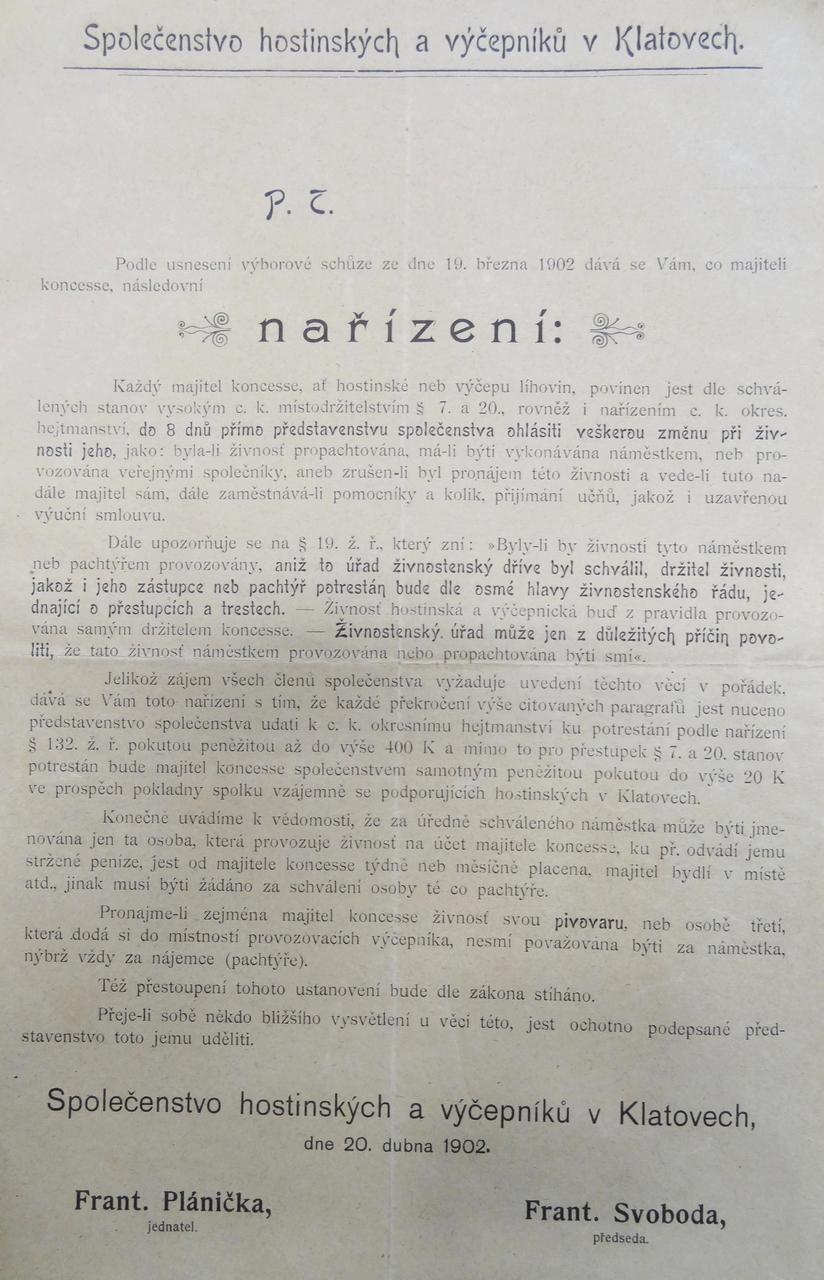 Společenstvo hostinských a výčepníků v Klatovech.
P. T.
Podle usnesení výborové schůze ze dne 19. března 1902 dává se Vám, co majiteli
koncesse, následovní
nařízení:
Každý majitel koncesse, ať hostinské neb výčepu líhovin, povinen jest dle schvá-
lených stanov vysokým c. k. místodržitelstvím § 7. a 20., rovněž i nařízením c. k. okres.
hejtmanství, do 8 dnů přímo představenstvu společenstva ohlásiti veškerou změnu při živ-
nosti jeho, jako: byla-li živnosť propachtována, má-li býti vykonávána náměstkem, neb pro-
vozována veřejnými společníky, aneb zrušen-li byl pronájem této živnosti a vede-li tuto na-
dále majitel sám, dále zaměstnává-li pomocníky a kolik, přijímání učňů, jakož i uzavřenou
výuční smlouvu.
Dále upozorňuje se na § 19. ž. ř., který zní: »Byly-li by živnosti tyto náměstkem
neb pachtýřem provozovány, aniž to úřad živnostenský dříve byl schválil, držitel živnosti,
jakož i jeho zástupce neb pachtýř potrestán bude dle osmé hlavy živnostenského řádu, je-
dnající o přestupcích a trestech. — Živnosť hostinská a výčepnická buď z pravidla provozo-
vána samým držitelem koncesse. — Živnostenský úřad může jen z důležitých příčin povo-
liti, že tato živnosť náměstkem provozována nebo propachtována býti smí«.
Jelikož zájem všech členů společenstva vyžaduje uvedení těchto věcí v pořádek,
dává se Vám toto nařízení s tím, že každé překročení výše citovaných paragrafů jest nuceno
představenstvo společenstva udati k c. k. okresnímu hejtmanství ku potrestání podle nařízení
§ 132. ž. ř. pokutou peněžitou až do výše 400 K a mimo to pro přestupek § 7. a 20. stanov
potrestán bude majitel koncesse společenstvem samotným peněžitou pokutou do výše 20 K
ve prospěch pokladny spolku vzájemně se podporujících hostinských v Klatovech.
Konečně uvádíme k vědomosti, že za úředně schváleného náměstka může býti jme-
nována jen ta osoba, která provozuje živnosť na účet majitele koncesse, ku př. odvádí jemu
stržené peníze, jest od majitele koncesse týdně neb měsíčně placena, majitel bydlí v místě
atd., jinak musí býti žádáno za schválení osoby té co pachtýře.
Pronajme-li zejména majitel koncesse živnosť svou pivovaru, neb osobě třetí,
která dodá si do místností provozovacích výčepníka, nesmí považována býti za náměstka,
nýbrž vždy za nájemce (pachtýře).
Též přestoupení tohoto ustanovení bude dle zákona stíháno.
Přeje-li sobě někdo bližšího vysvětlení u věci této, jest ochotno podepsané před-
stavenstvo toto jemu uděliti.
Společenstvo hostinských a výčepníků v Klatovech,
dne 20. dubna 1902.
Frant. Plánička,
jednatel.
Frant. Svoboda,
předseda.